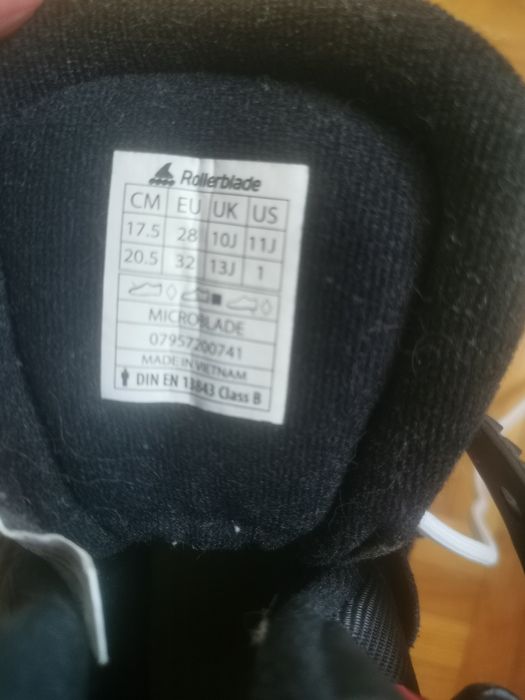 Rollerblade
CM EU UK US
17.5 28 10J 11J
20.5 32 13J 1
MICROBLADE
07957200741
MADE IN VIETNAM
DIN EN 13843 Class B